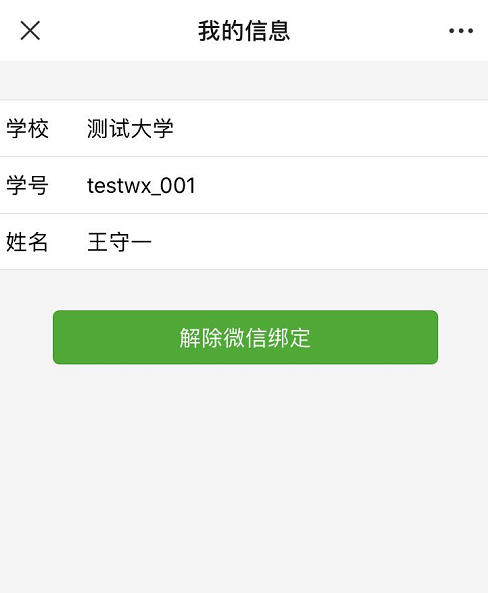 我的信息
学校 测试大学
学号 testwx_001
姓名 王守一
解除微信绑定